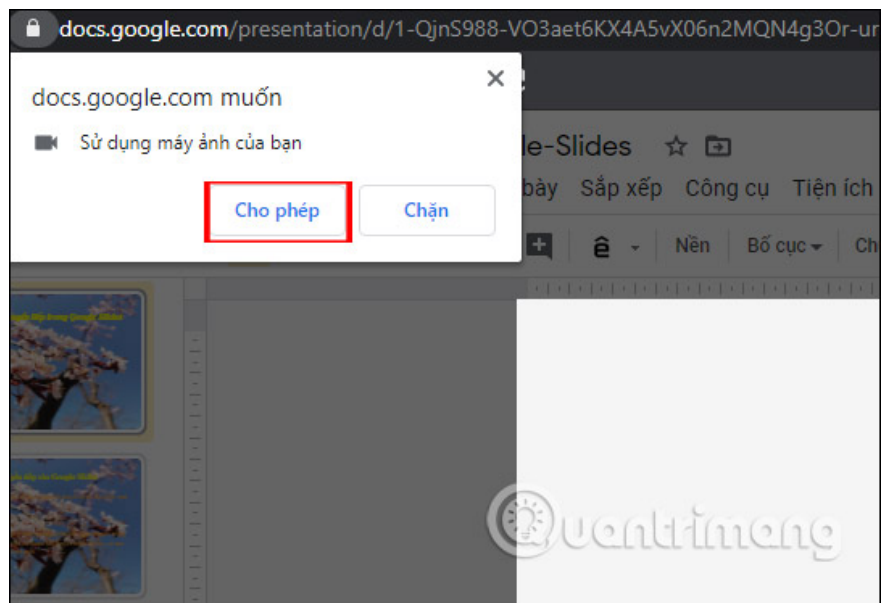 docs.google.com/presentation/d/1-QjnS988-VO3aet6KX4A5vX06n2MQN4g3Or-ur
docs.google.com muốn
Sử dụng máy ảnh của bạn
Cho phép
Chặn
le-Slides
bày Sắp xếp Công cụ Tiện ích
ê Nền Bố cục Ch
Quantrimang